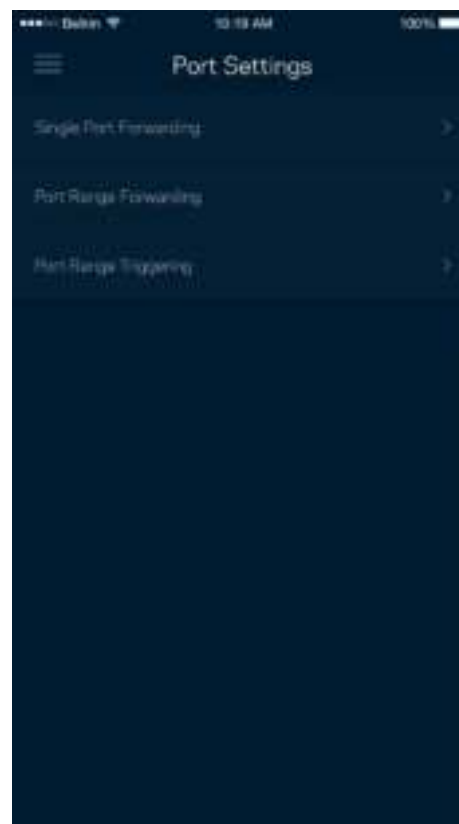 Belkin 10:19 AM 100%
Port Settings
Single Port Forwarding
Port Range Forwarding
Port Range Triggering